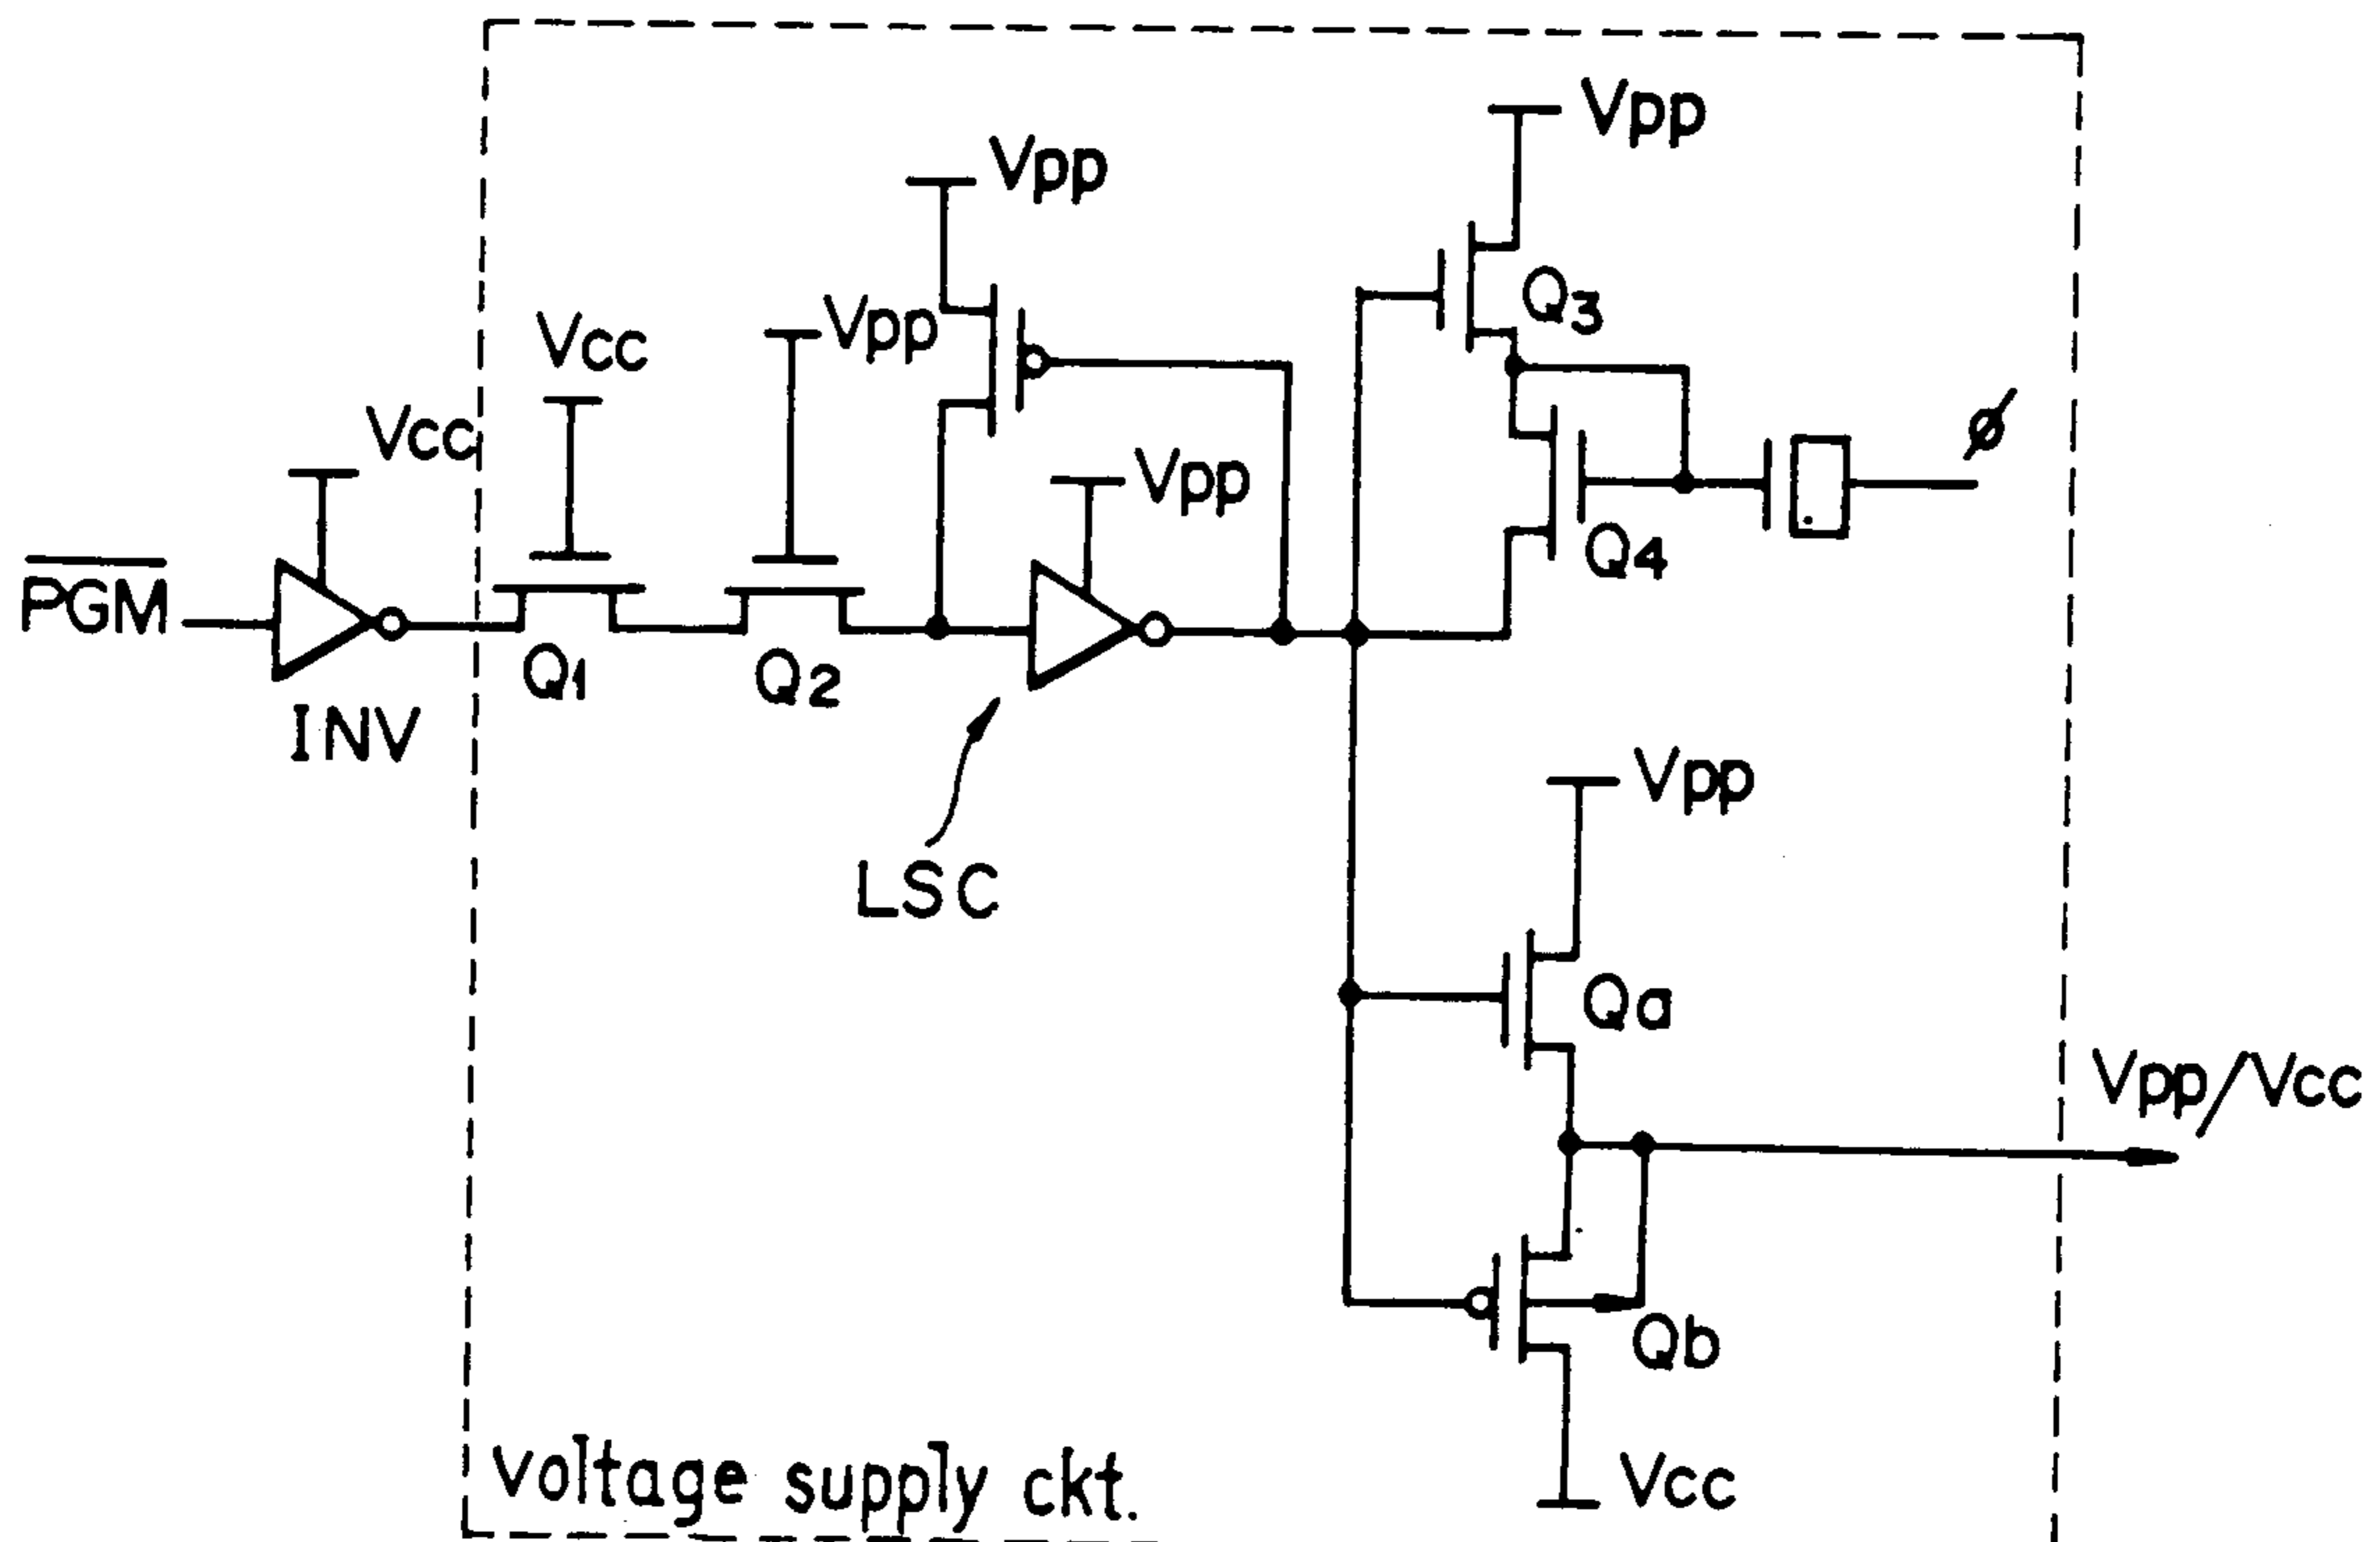 Vpp
Vpp
Vpp
Vcc
Q3
Vcc
ø
Vpp
Q4
PGM
Q1
Q2
INV
Vpp
LSC
Qa
Vpp/Vcc
Qb
Voltage supply ckt.
Vcc